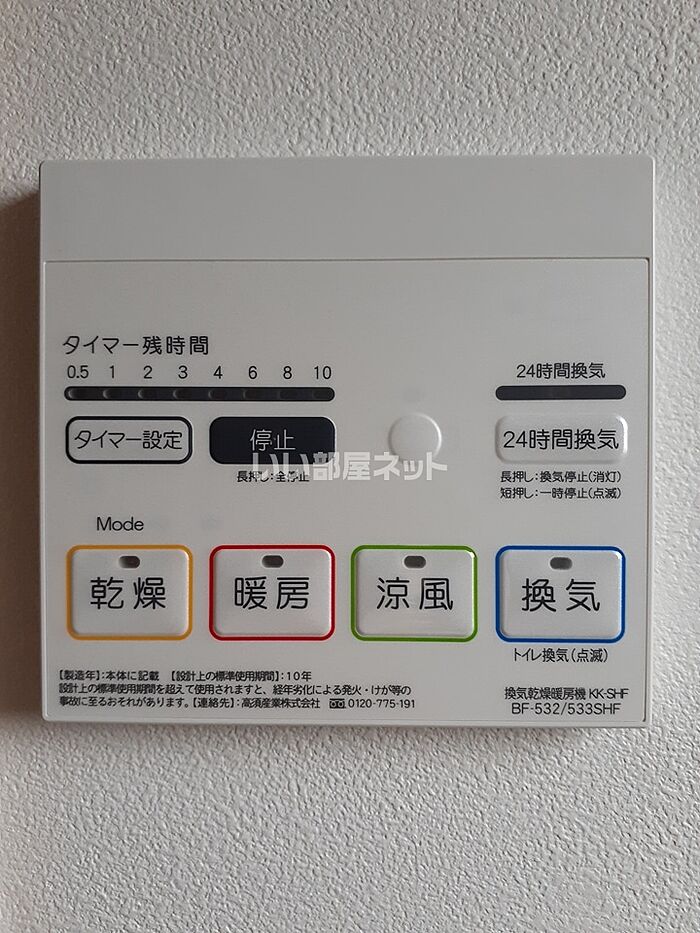 タイマー残時間
0.5 1 2 3 4 6 8 10
24時間換気
タイマー設定
停止
24時間換気
いい部屋ネット
長押し:全停止
長押し:換気停止(消灯)
短押し:一時停止(点滅)
Mode
乾燥
暖房
涼風
換気
トイレ換気(点滅)
【製造年】:本体に記載 【設計上の標準使用期間】:10年
設計上の標準使用期間を超えて使用されますと、経年劣化による発火・けが等の
事故に至るおそれがあります。【連絡先】:高須産業株式会社 0120-775-191
換気乾燥暖房機 KK-SHF
BF-532/533SHF